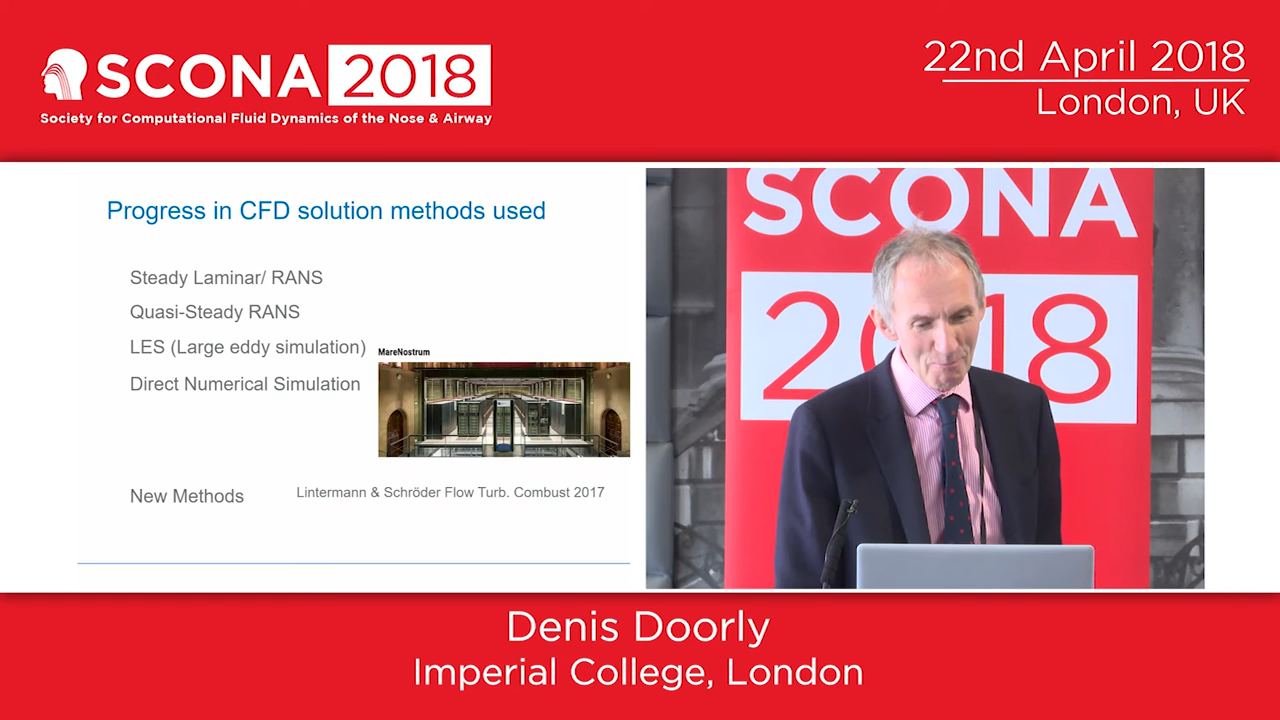 SCONA 2018
Society for Computational Fluid Dynamics of the Nose & Airway
22nd April 2018
London, UK
Progress in CFD solution methods used
Steady Laminar/ RANS
Quasi-Steady RANS
LES (Large eddy simulation)
MareNostrum
Direct Numerical Simulation
New Methods
Lintermann & Schröder Flow Turb. Combust 2017
SCONA
2018
Denis Doorly
Imperial College, London